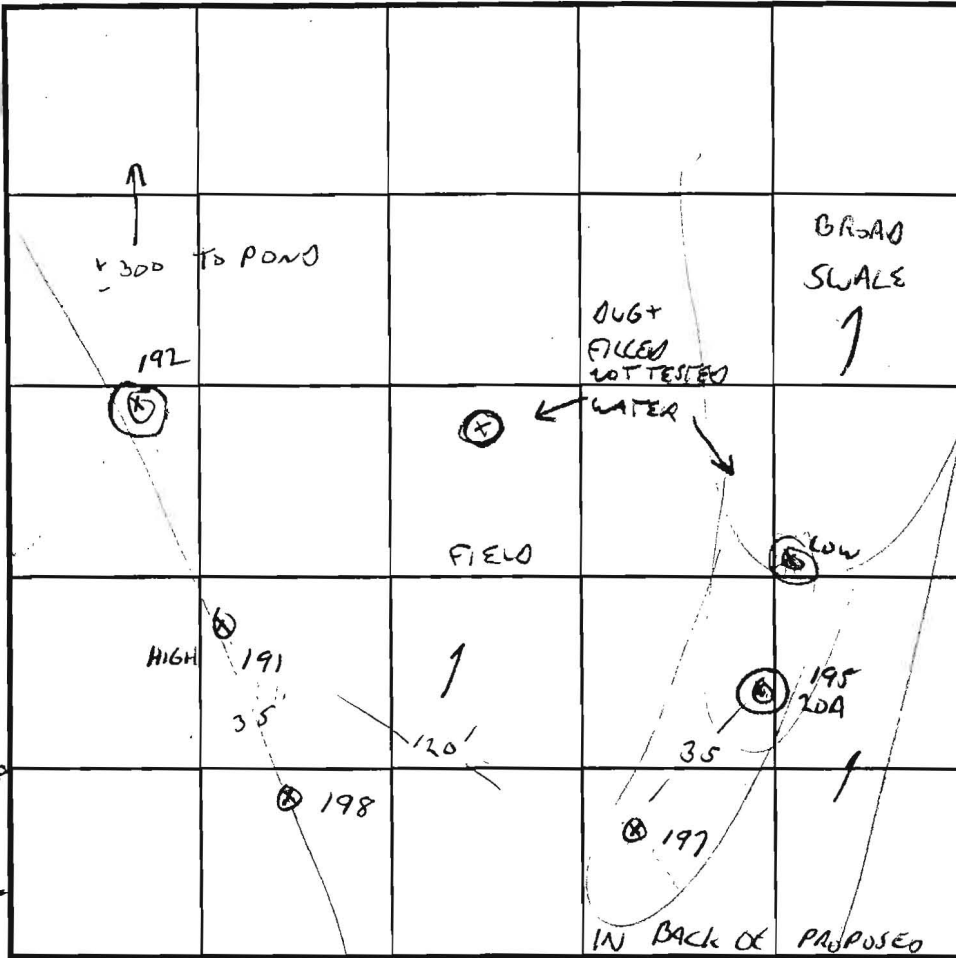 ± 300 TO POND
BROAD
SWALE
DUG +
FILLED
NOT TESTED
WATER
192
LOW
FIELD
HIGH
191
35
120'
195
20A
35
198
197
IN BACK OF PROPOSED